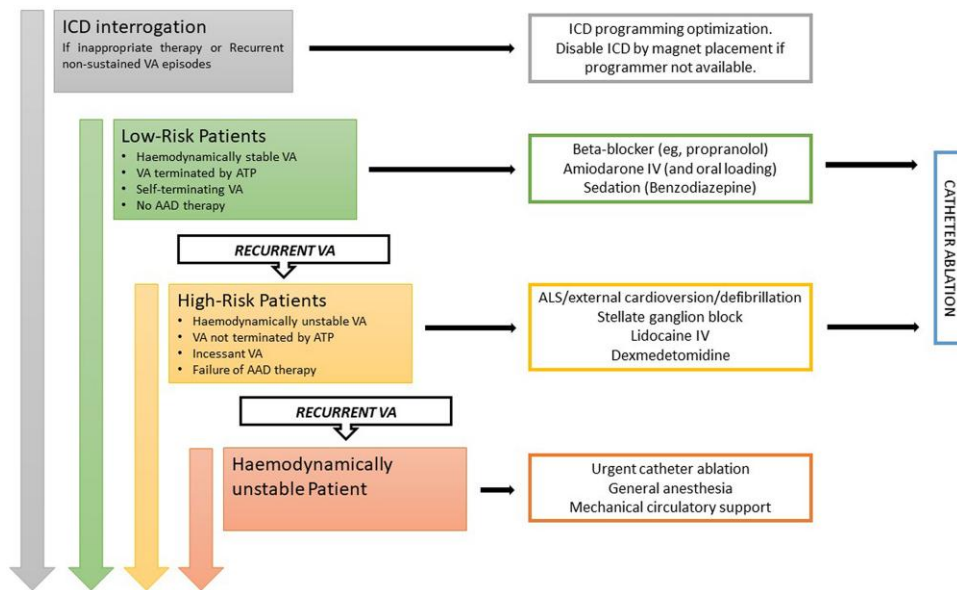 ICD interrogation
If inappropriate therapy or Recurrent
non-sustained VA episodes
ICD programming optimization.
Disable ICD by magnet placement if
programmer not available.
Low-Risk Patients
• Haemodynamically stable VA
• VA terminated by ATP
• Self-terminating VA
• No AAD therapy
Beta-blocker (eg, propranolol)
Amiodarone IV (and oral loading)
Sedation (Benzodiazepine)
CATHETER ABLATION
RECURRENT VA
High-Risk Patients
• Haemodynamically unstable VA
• VA not terminated by ATP
• Incessant VA
• Failure of AAD therapy
ALS/external cardioversion/defibrillation
Stellate ganglion block
Lidocaine IV
Dexmedetomidine
RECURRENT VA
Haemodynamically
unstable Patient
Urgent catheter ablation
General anesthesia
Mechanical circulatory support